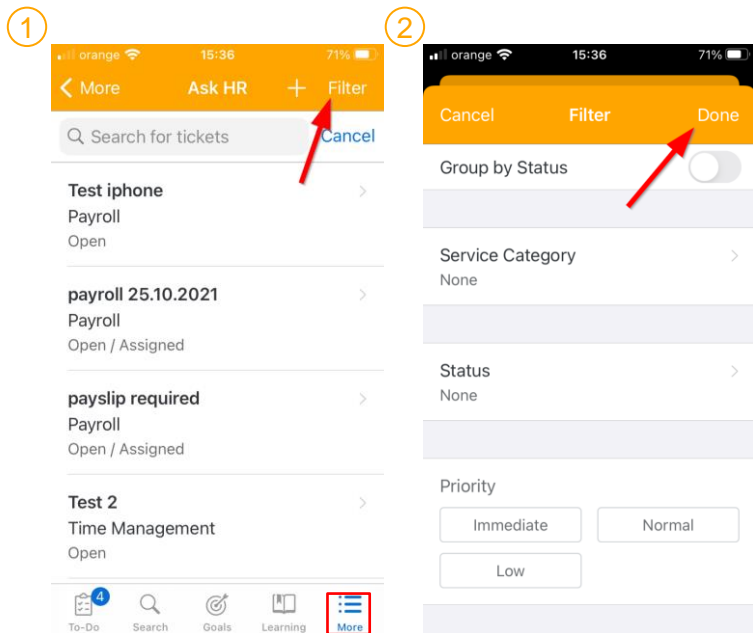 1
orange 15:36 71%
More Ask HR + Filter
Search for tickets Cancel
Test iphone
Payroll
Open
payroll 25.10.2021
Payroll
Open / Assigned
payslip required
Payroll
Open / Assigned
Test 2
Time Management
Open
4
To-Do Search Goals Learning More
2
orange 15:36 71%
Cancel Filter Done
Group by Status
Service Category
None
Status
None
Priority
Immediate Normal
Low